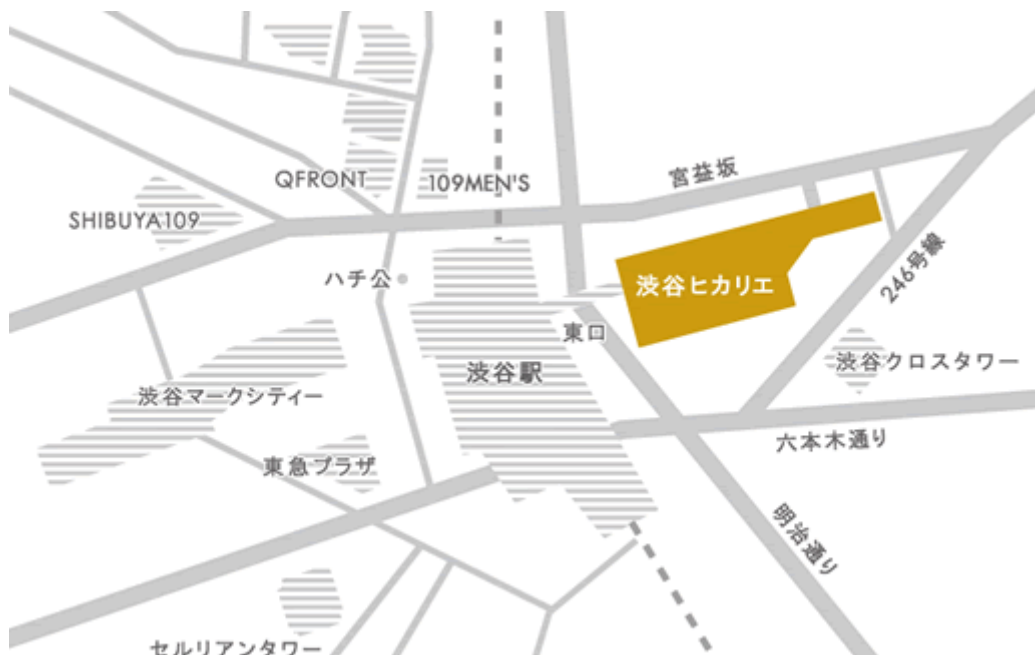 宮益坂
QFRONT
109MEN'S
SHIBUYA109
246号線
ハチ公
渋谷ヒカリエ
東口
渋谷クロスタワー
渋谷駅
渋谷マークシティー
六本木通り
東急プラザ
明治通り
セルリアンタワー